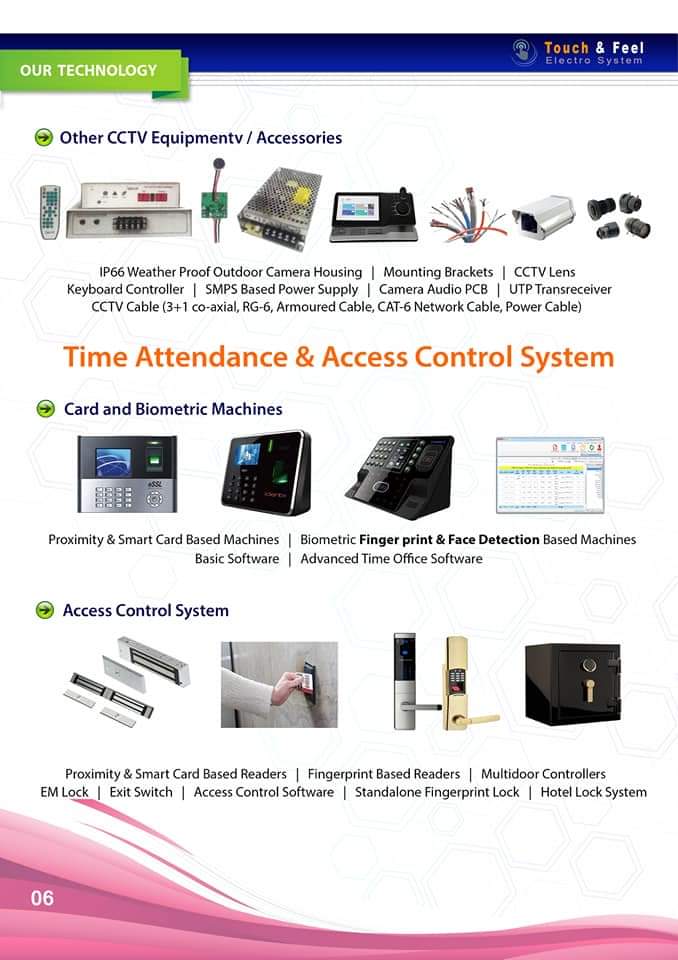 Touch & Feel
Electro System
OUR TECHNOLOGY
Other CCTV Equipmentv / Accessories
IP66 Weather Proof Outdoor Camera Housing | Mounting Brackets | CCTV Lens
Keyboard Controller | SMPS Based Power Supply | Camera Audio PCB | UTP Transreceiver
CCTV Cable (3+1 co-axial, RG-6, Armoured Cable, CAT-6 Network Cable, Power Cable)
Time Attendance & Access Control System
Card and Biometric Machines
eSSL
Proximity & Smart Card Based Machines | Biometric Finger print & Face Detection Based Machines
Basic Software | Advanced Time Office Software
Access Control System
Proximity & Smart Card Based Readers | Fingerprint Based Readers | Multidoor Controllers
EM Lock | Exit Switch | Access Control Software | Standalone Fingerprint Lock | Hotel Lock System
06